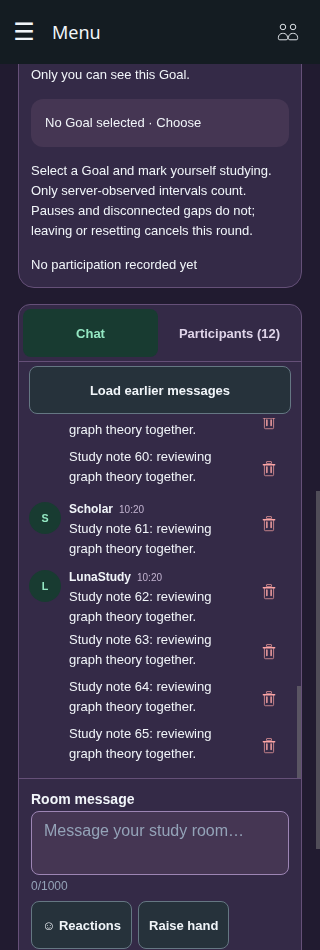 ☰ Menu
Only you can see this Goal.
No Goal selected · Choose
Select a Goal and mark yourself studying.
Only server-observed intervals count.
Pauses and disconnected gaps do not;
leaving or resetting cancels this round.
No participation recorded yet
Chat Participants (12)
Load earlier messages
graph theory together.
Study note 60: reviewing
graph theory together.
S Scholar 10:20
Study note 61: reviewing
graph theory together.
L LunaStudy 10:20
Study note 62: reviewing
graph theory together.
Study note 63: reviewing
graph theory together.
Study note 64: reviewing
graph theory together.
Study note 65: reviewing
graph theory together.
Room message
Message your study room…
0/1000
☺ Reactions Raise hand